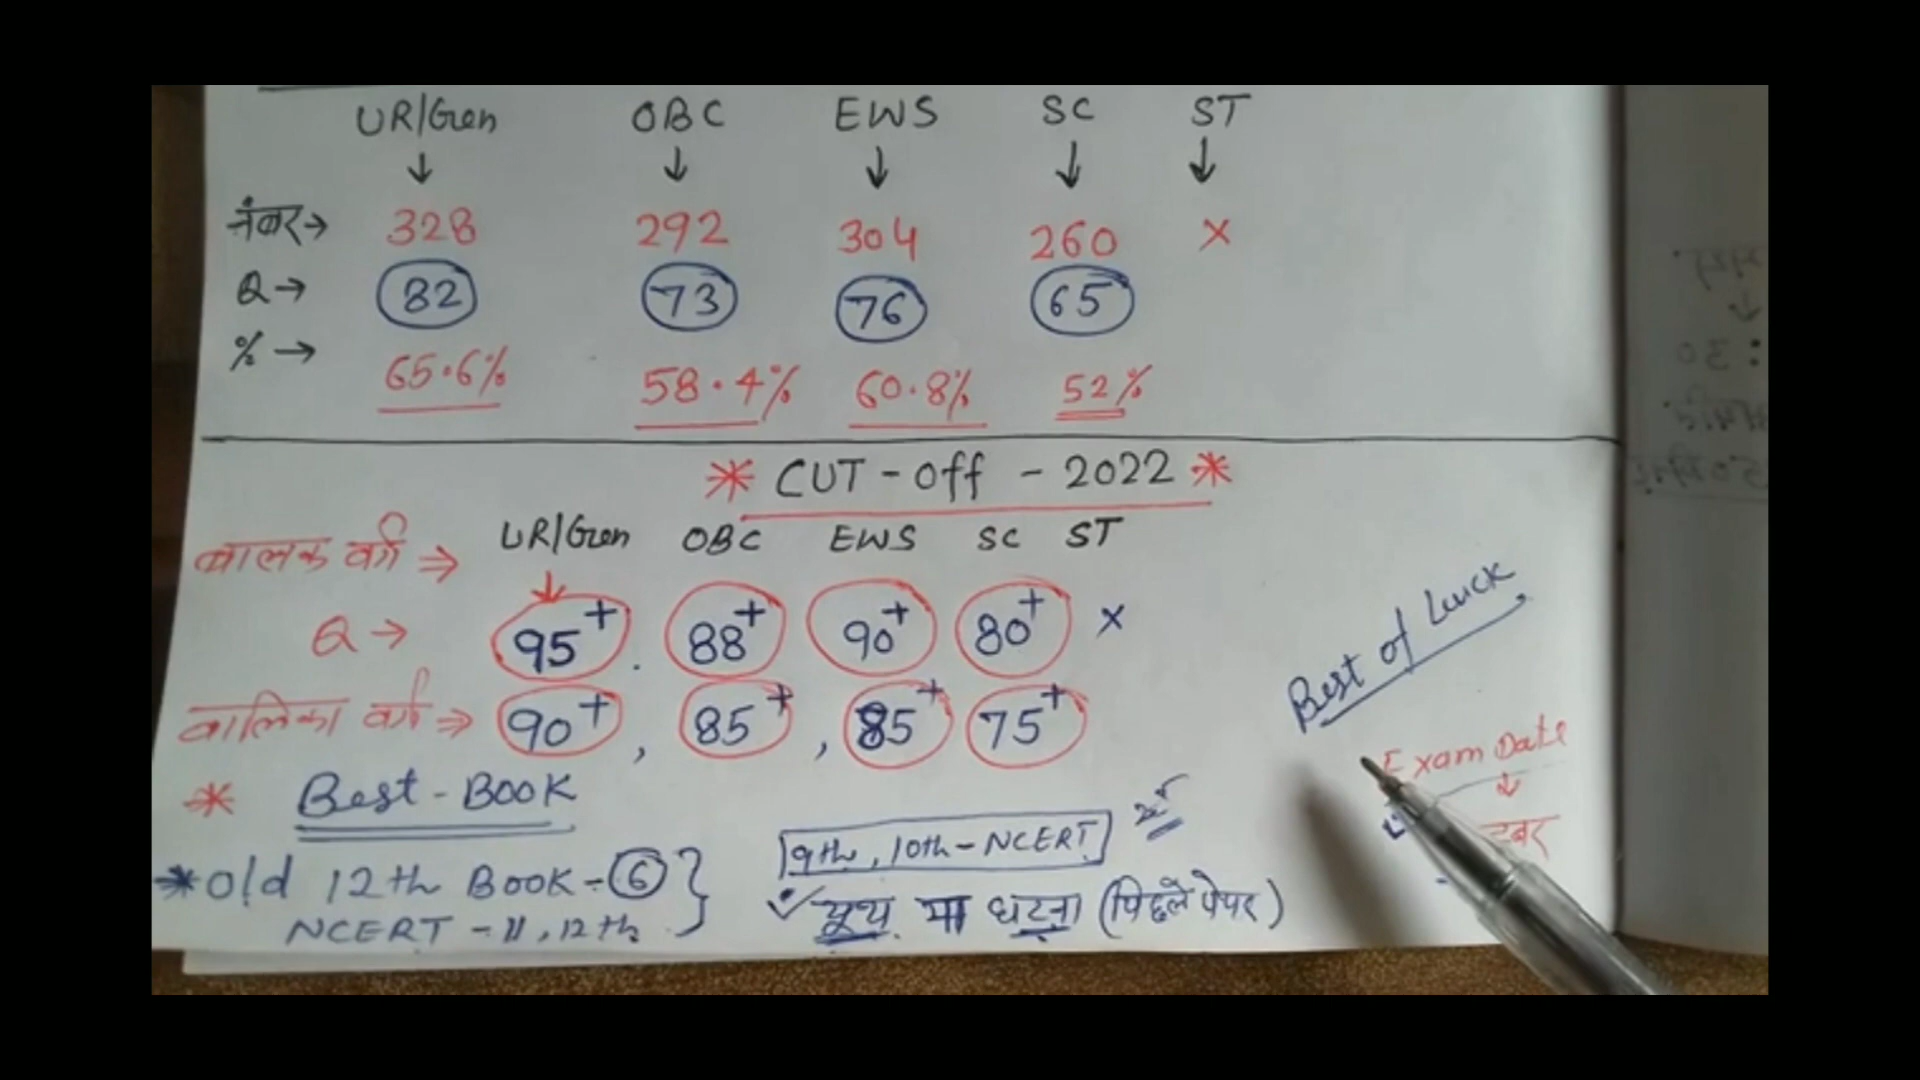 UR/Gen OBC EWS SC ST
↓ ↓ ↓ ↓ ↓
नंबर→ 328 292 304 260 ×
Q→ 82 73 76 65
%→ 65.6% 58.4% 60.8% 52%
* CUT-off - 2022 *
बालक वर्ग ⇒ UR/Gen OBC EWS SC ST
Q → 95+ . 88+ 90+ 80+ ×
बालिका वर्ग ⇒ 90+ , 85+ , 85+ 75+
* Best-BOOK
*old 12th BOOK-6 }
NCERT-11,12th
9th, 10th-NCERT
✓ यूथ या घटना (पिछले पेपर)
Best of Luck
Exam Date
↓
: 30